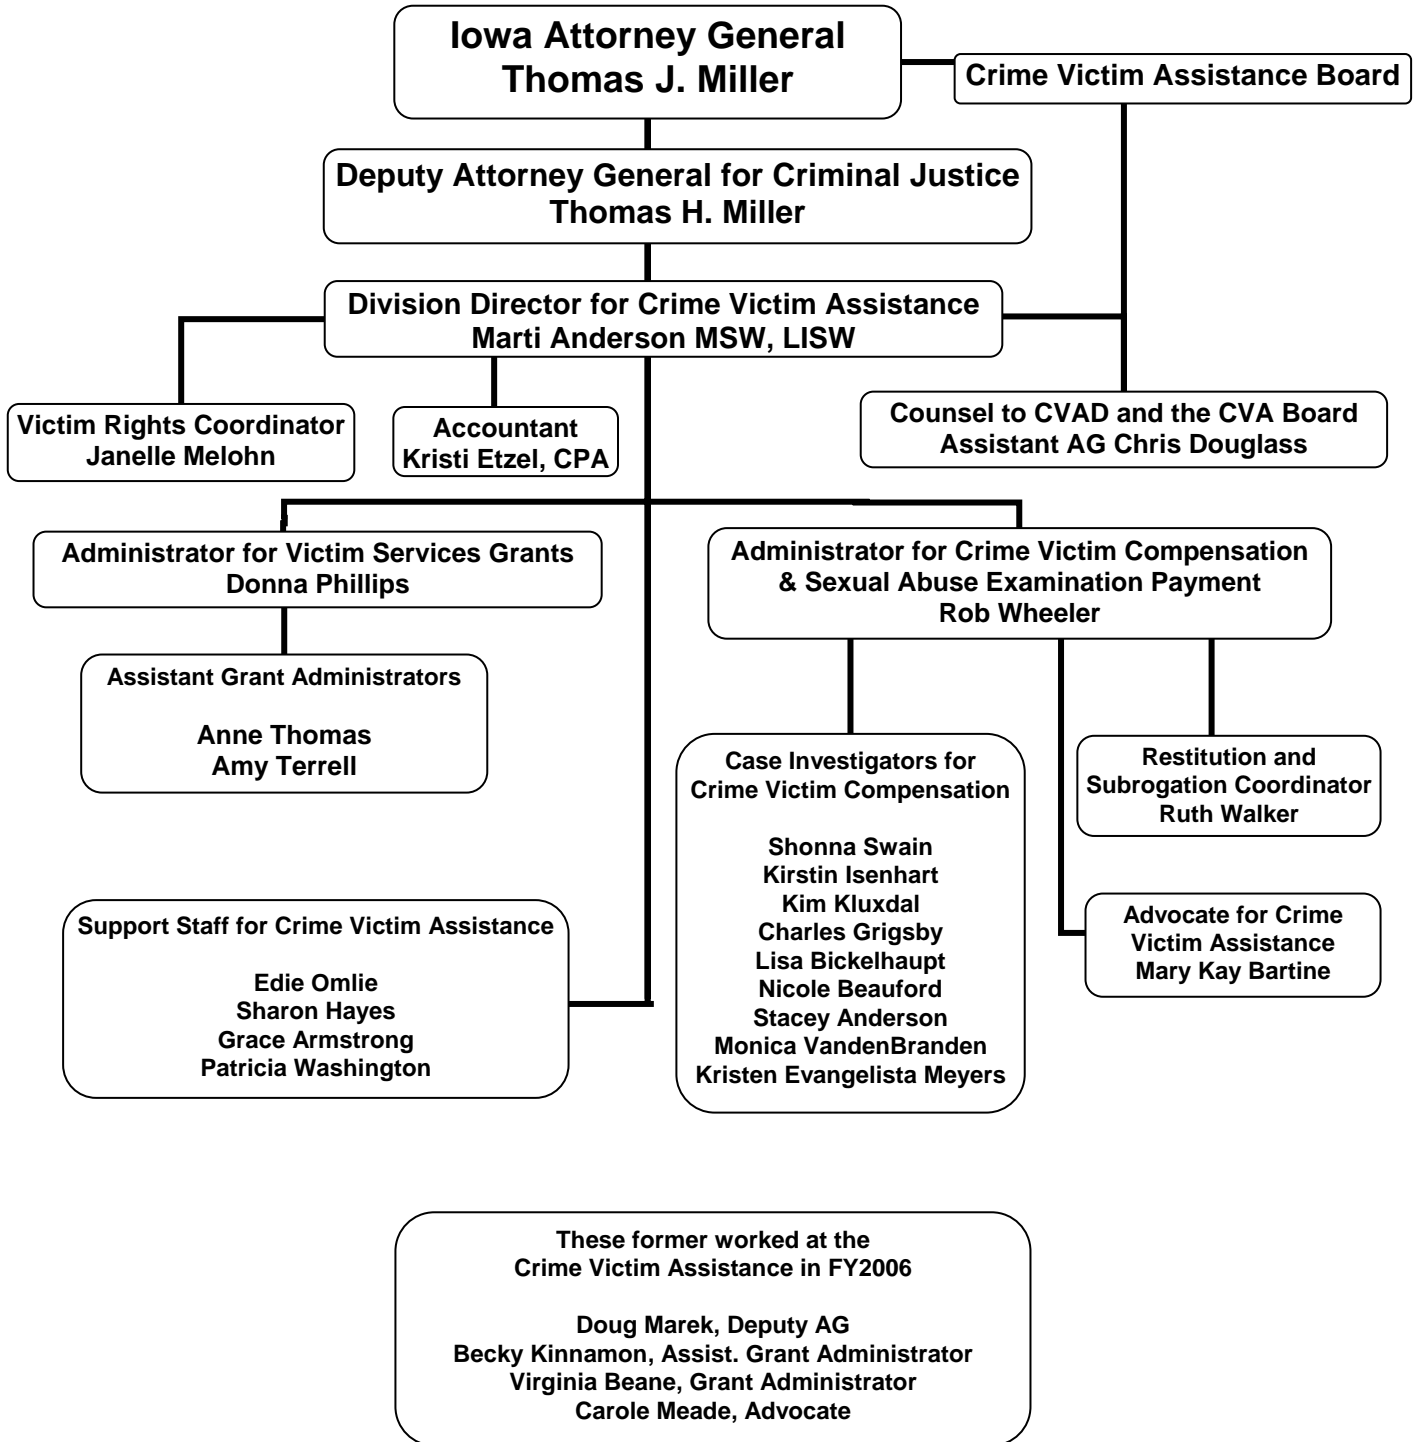 Iowa Attorney General
Thomas J. Miller
Crime Victim Assistance Board
Deputy Attorney General for Criminal Justice
Thomas H. Miller
Division Director for Crime Victim Assistance
Marti Anderson MSW, LISW
Victim Rights Coordinator
Janelle Melohn
Accountant
Kristi Etzel, CPA
Counsel to CVAD and the CVA Board
Assistant AG Chris Douglass
Administrator for Victim Services Grants
Donna Phillips
Administrator for Crime Victim Compensation
& Sexual Abuse Examination Payment
Rob Wheeler
Assistant Grant Administrators
Anne Thomas
Amy Terrell
Case Investigators for
Crime Victim Compensation
Shonna Swain
Kirstin Isenhart
Kim Kluxdal
Charles Grigsby
Lisa Bickelhaupt
Nicole Beauford
Stacey Anderson
Monica VandenBranden
Kristen Evangelista Meyers
Restitution and
Subrogation Coordinator
Ruth Walker
Advocate for Crime
Victim Assistance
Mary Kay Bartine
Support Staff for Crime Victim Assistance
Edie Omlie
Sharon Hayes
Grace Armstrong
Patricia Washington
These former worked at the
Crime Victim Assistance in FY2006
Doug Marek, Deputy AG
Becky Kinnamon, Assist. Grant Administrator
Virginia Beane, Grant Administrator
Carole Meade, Advocate